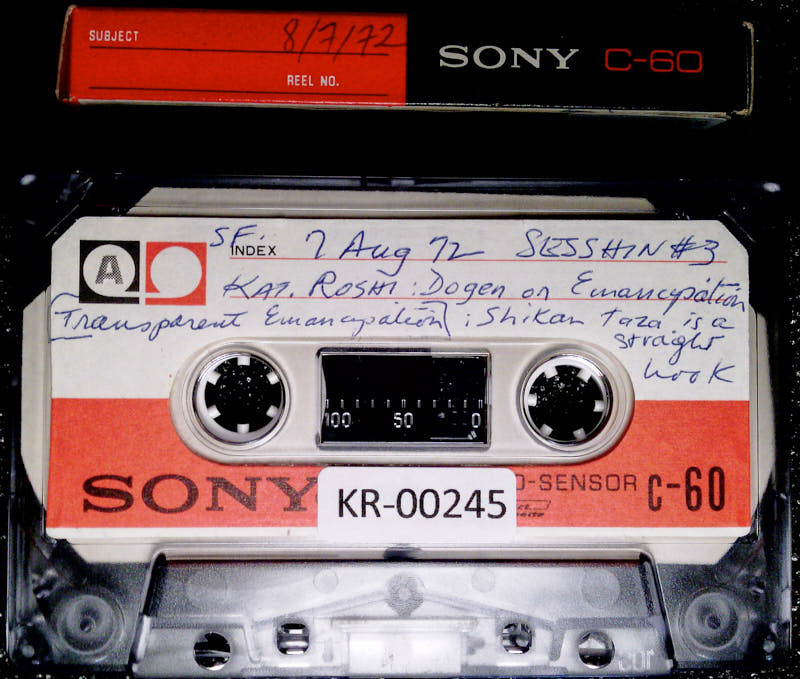 SUBJECT 8/7/72
REEL NO.
SONY C-60
A
SF. INDEX 7 Aug 72 SESSHIN #3
KAT. ROSHI : Dogen on Emancipation
[Transparent Emancipation] ; Shikan Taza is a
straight
hook
100 50 0
SONY
O-SENSOR C-60
KR-00245